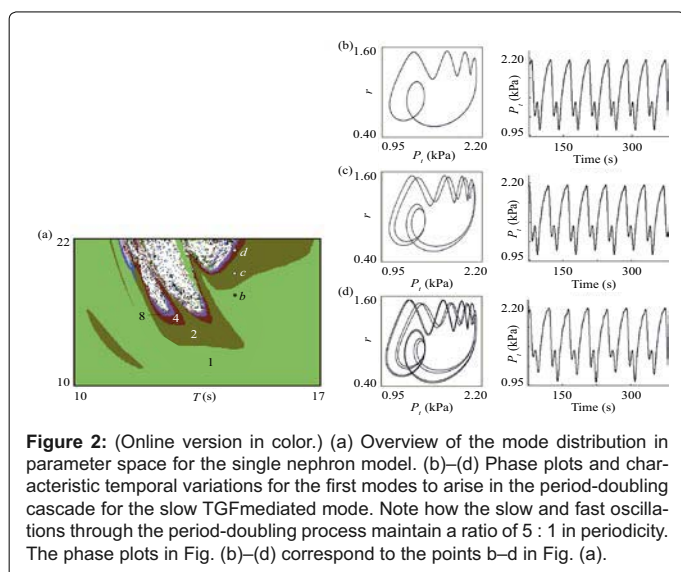 (a)
22
10
10
T (s)
17
8
4
2
1
d
c
b
(b)
1.60
r
0.40
0.95
2.20
P_t (kPa)
2.20
P_t (kPa)
0.95
150
300
Time (s)
(c)
1.60
r
0.40
0.95
2.20
P_t (kPa)
2.20
P_t (kPa)
0.95
150
300
Time (s)
(d)
1.60
r
0.40
0.95
2.20
P_t (kPa)
2.20
P_t (kPa)
0.95
150
300
Time (s)
Figure 2: (Online version in color.) (a) Overview of the mode distribution in
parameter space for the single nephron model. (b)–(d) Phase plots and char-
acteristic temporal variations for the first modes to arise in the period-doubling
cascade for the slow TGFmediated mode. Note how the slow and fast oscilla-
tions through the period-doubling process maintain a ratio of 5 : 1 in periodicity.
The phase plots in Fig. (b)–(d) correspond to the points b–d in Fig. (a).